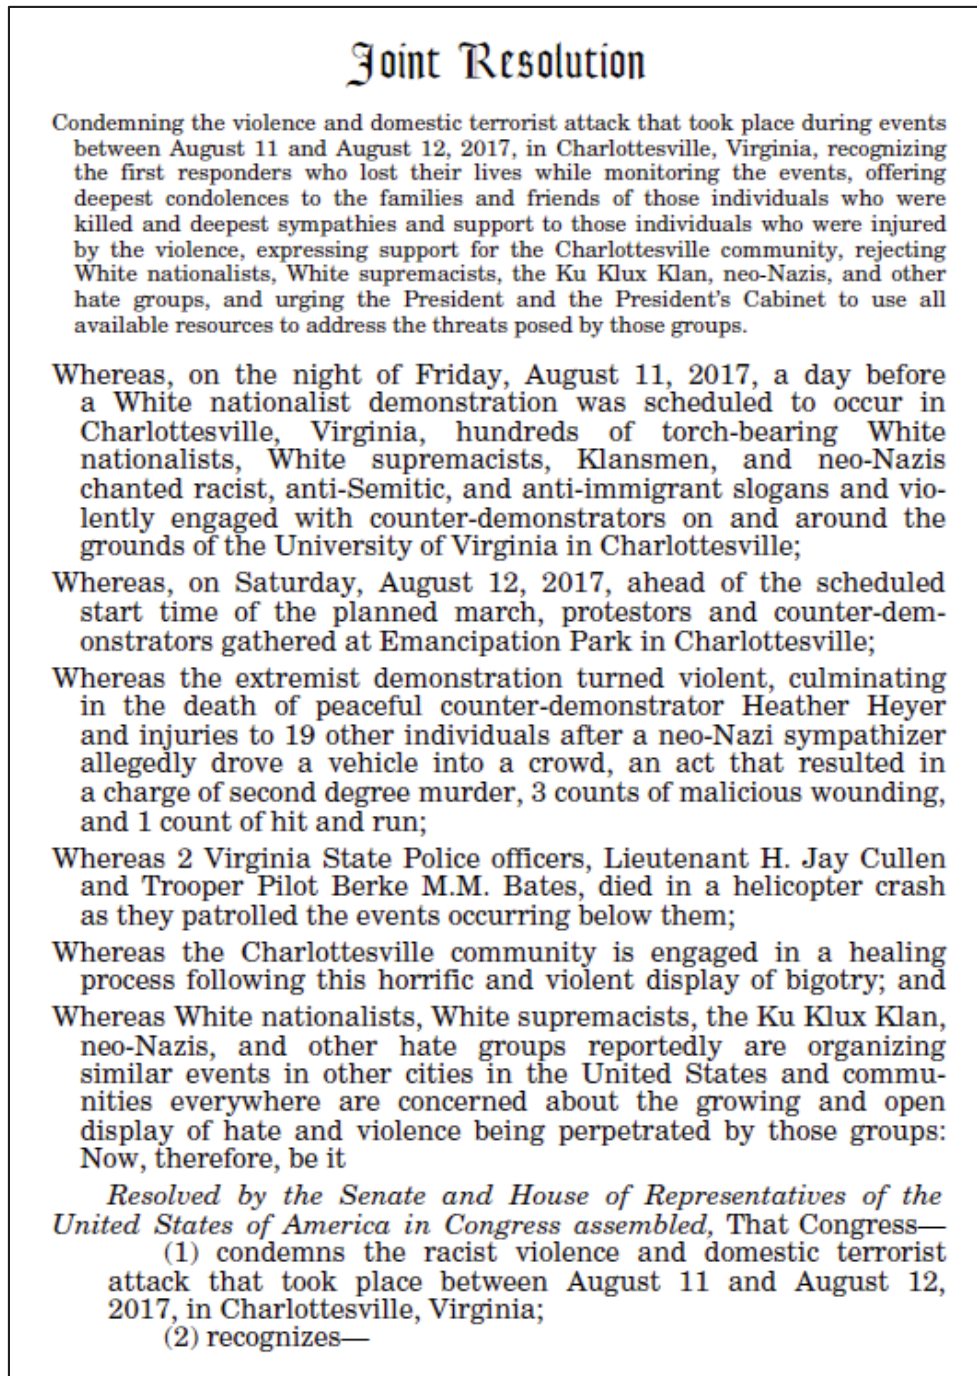 Joint Resolution
Condemning the violence and domestic terrorist attack that took place during events
between August 11 and August 12, 2017, in Charlottesville, Virginia, recognizing
the first responders who lost their lives while monitoring the events, offering
deepest condolences to the families and friends of those individuals who were
killed and deepest sympathies and support to those individuals who were injured
by the violence, expressing support for the Charlottesville community, rejecting
White nationalists, White supremacists, the Ku Klux Klan, neo-Nazis, and other
hate groups, and urging the President and the President's Cabinet to use all
available resources to address the threats posed by those groups.
Whereas, on the night of Friday, August 11, 2017, a day before
a White nationalist demonstration was scheduled to occur in
Charlottesville, Virginia, hundreds of torch-bearing White
nationalists, White supremacists, Klansmen, and neo-Nazis
chanted racist, anti-Semitic, and anti-immigrant slogans and vio-
lently engaged with counter-demonstrators on and around the
grounds of the University of Virginia in Charlottesville;
Whereas, on Saturday, August 12, 2017, ahead of the scheduled
start time of the planned march, protestors and counter-dem-
onstrators gathered at Emancipation Park in Charlottesville;
Whereas the extremist demonstration turned violent, culminating
in the death of peaceful counter-demonstrator Heather Heyer
and injuries to 19 other individuals after a neo-Nazi sympathizer
allegedly drove a vehicle into a crowd, an act that resulted in
a charge of second degree murder, 3 counts of malicious wounding,
and 1 count of hit and run;
Whereas 2 Virginia State Police officers, Lieutenant H. Jay Cullen
and Trooper Pilot Berke M.M. Bates, died in a helicopter crash
as they patrolled the events occurring below them;
Whereas the Charlottesville community is engaged in a healing
process following this horrific and violent display of bigotry; and
Whereas White nationalists, White supremacists, the Ku Klux Klan,
neo-Nazis, and other hate groups reportedly are organizing
similar events in other cities in the United States and commu-
nities everywhere are concerned about the growing and open
display of hate and violence being perpetrated by those groups:
Now, therefore, be it
Resolved by the Senate and House of Representatives of the
United States of America in Congress assembled, That Congress—
(1) condemns the racist violence and domestic terrorist
attack that took place between August 11 and August 12,
2017, in Charlottesville, Virginia;
(2) recognizes—